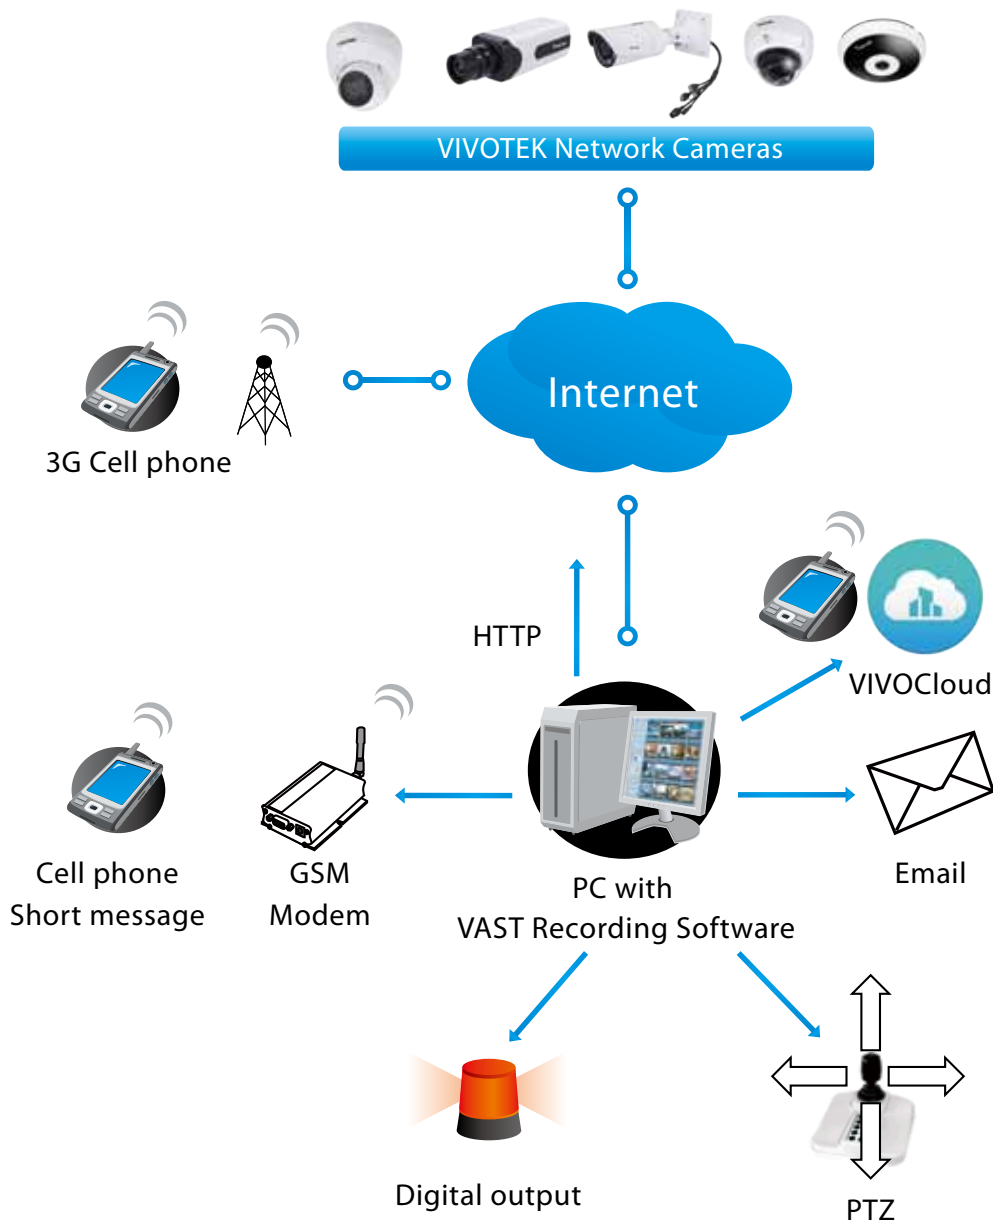 VIVOTEK Network Cameras
Internet
3G Cell phone
HTTP
VIVOCloud
Cell phone
Short message
GSM
Modem
PC with
VAST Recording Software
Email
Digital output
PTZ